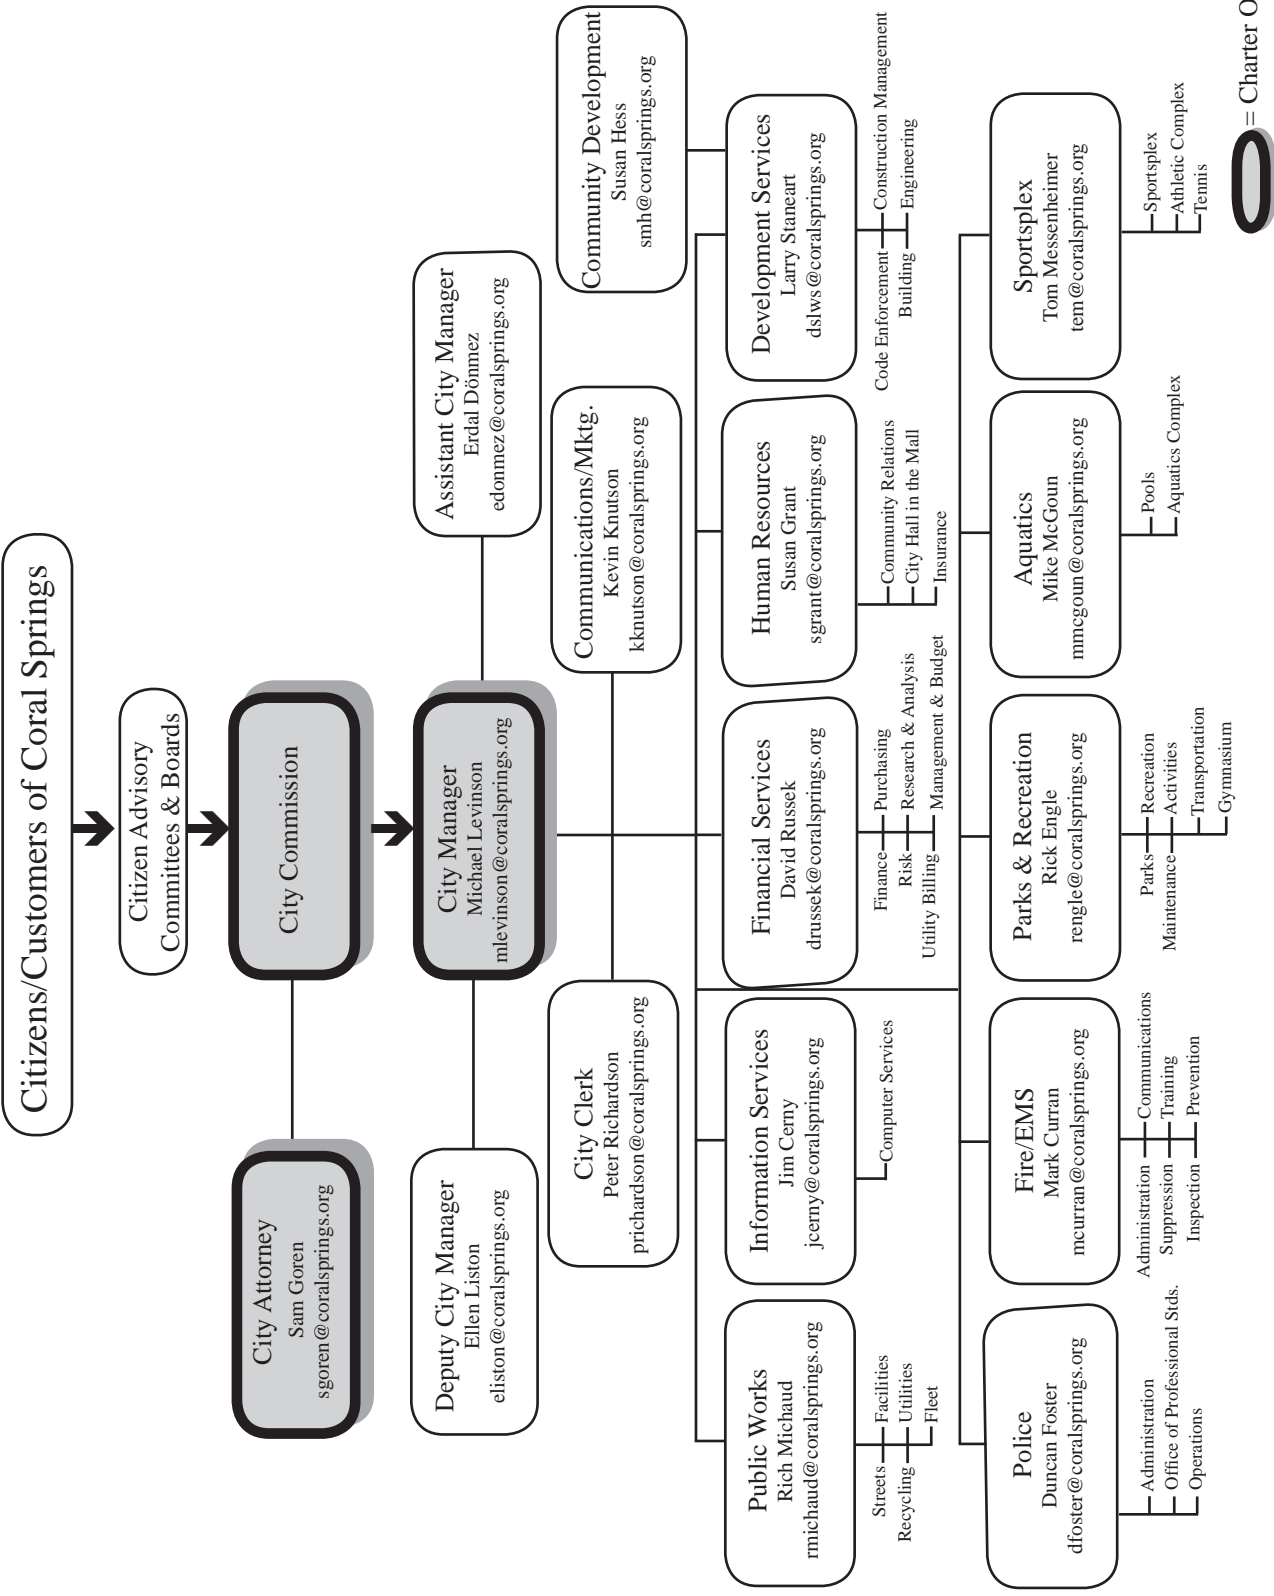 Citizens/Customers of Coral Springs
Citizen Advisory
Committees & Boards
City Attorney
Sam Goren
sgoren@coralsprings.org
City Commission
Deputy City Manager
Ellen Liston
eliston@coralsprings.org
City Manager
Michael Levinson
mlevinson@coralsprings.org
Assistant City Manager
Erdal Dönmez
edonmez@coralsprings.org
City Clerk
Peter Richardson
prichardson@coralsprings.org
Communications/Mktg.
Kevin Knutson
kknutson@coralsprings.org
Community Development
Susan Hess
smh@coralsprings.org
Public Works
Rich Michaud
rmichaud@coralsprings.org
Streets
Facilities
Recycling
Utilities
Fleet
Information Services
Jim Cerny
jcerny@coralsprings.org
Computer Services
Financial Services
David Russek
drussek@coralsprings.org
Finance
Purchasing
Risk
Research & Analysis
Utility Billing
Management & Budget
Human Resources
Susan Grant
sgrant@coralsprings.org
Community Relations
City Hall in the Mall
Insurance
Development Services
Larry Staneart
dslws@coralsprings.org
Code Enforcement
Construction Management
Building
Engineering
Police
Duncan Foster
dfoster@coralsprings.org
Administration
Office of Professional Stds.
Operations
Fire/EMS
Mark Curran
mcurran@coralsprings.org
Administration
Communications
Suppression
Training
Inspection
Prevention
Parks & Recreation
Rick Engle
rengle@coralsprings.org
Parks
Recreation
Maintenance
Activities
Transportation
Gymnasium
Aquatics
Mike McGoun
mmcgoun@coralsprings.org
Pools
Aquatics Complex
Sportsplex
Tom Messenheimer
tem@coralsprings.org
Sportsplex
Athletic Complex
Tennis
= Charter O